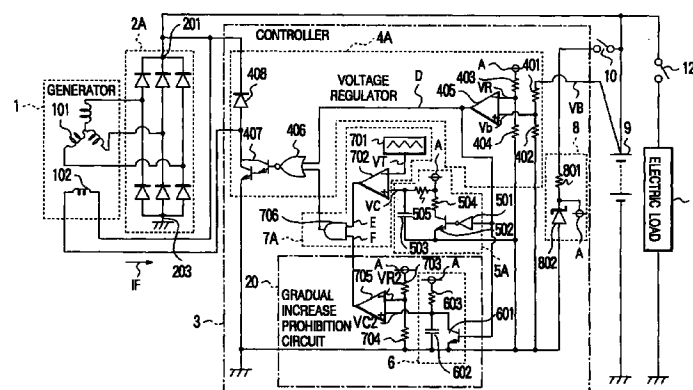 CONTROLLER
2A
201
4A
A
GENERATOR
1
101
102
408
VOLTAGE
REGULATOR
D
405
403
VR
401
Vb
404
402
VB
10
12
8
9
407
406
701
702
VT
A
VC
504
501
505
502
503
706
E
F
7A
5A
801
802
A
ELECTRIC LOAD
IF
203
3
20
GRADUAL
INCREASE
PROHIBITION
CIRCUIT
A
703
A
705
VR2
603
601
VC2
704
6
602